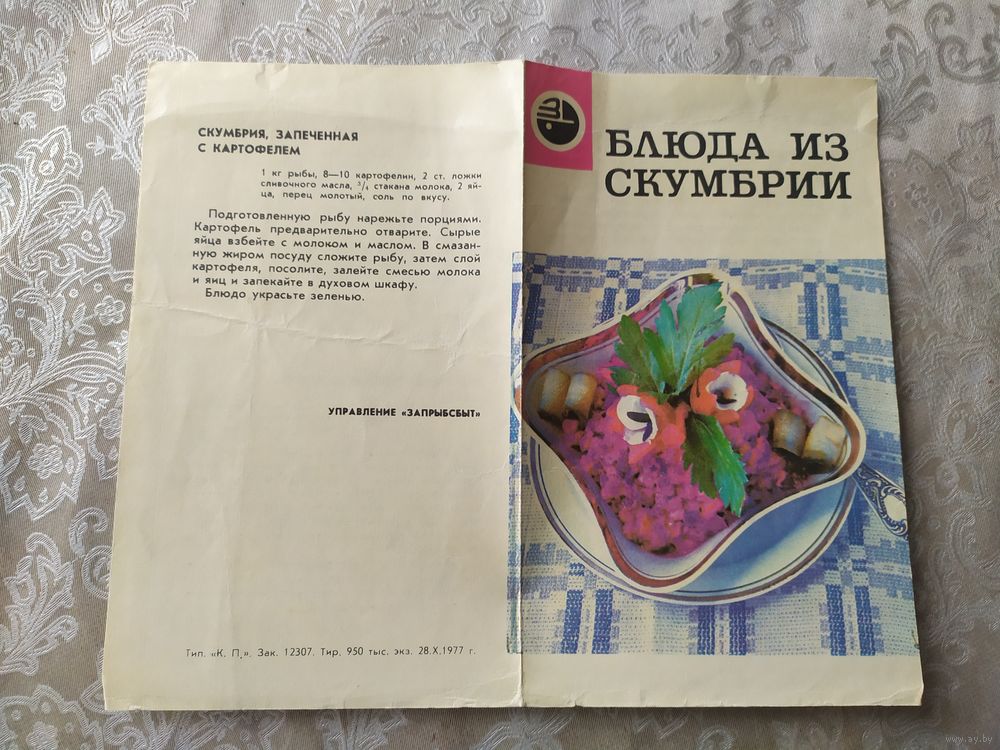 СКУМБРИЯ, ЗАПЕЧЕННАЯ
С КАРТОФЕЛЕМ
1 кг рыбы, 8—10 картофелин, 2 ст. ложки
сливочного масла, 3/4 стакана молока, 2 яй-
ца, перец молотый, соль по вкусу.
Подготовленную рыбу нарежьте порциями.
Картофель предварительно отварите. Сырые
яйца взбейте с молоком и маслом. В смазан-
ную жиром посуду сложите рыбу, затем слой
картофеля, посолите, залейте смесью молока
и яиц и запекайте в духовом шкафу.
Блюдо украсьте зеленью.
УПРАВЛЕНИЕ «ЗАПРЫБСБЫТ»
Тип. «К. П.». Зак. 12307. Тир. 950 тыс. экз. 28.X.1977 г.
БЛЮДА ИЗ
СКУМБРИИ
www.ay.by